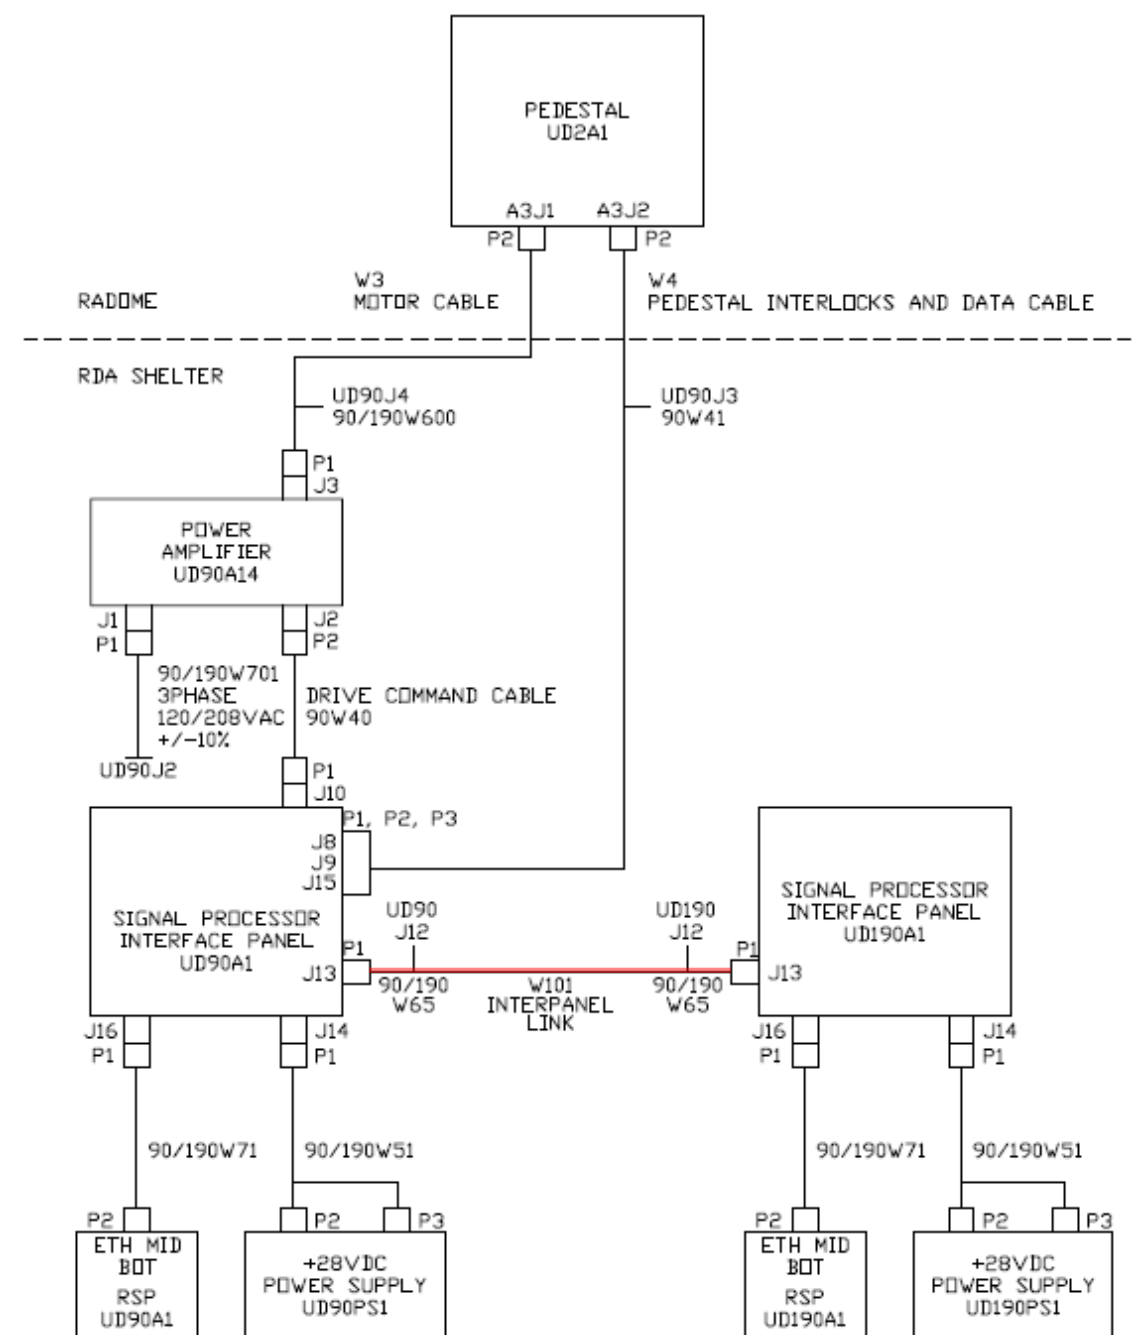 PEDESTAL
UD2A1
A3J1
A3J2
P2
P2
W3
MOTOR CABLE
W4
PEDESTAL INTERLOCKS AND DATA CABLE
RADOME
RDA SHELTER
UD90J4
90/190W600
UD90J3
90W41
P1
J3
POWER
AMPLIFIER
UD90A14
J1
P1
J2
P2
90/190W701
3PHASE
120/208VAC
+/-10%
DRIVE COMMAND CABLE
90W40
UD90J2
P1
J10
P1, P2, P3
J8
J9
J15
SIGNAL PROCESSOR
INTERFACE PANEL
UD90A1
UD90
J12
P1
J13
90/190
W65
W101
INTERPANEL
LINK
UD190
J12
90/190
W65
P1
J13
SIGNAL PROCESSOR
INTERFACE PANEL
UD190A1
J16
P1
J14
P1
J16
P1
J14
P1
90/190W71
90/190W51
90/190W71
90/190W51
P2
P2
P3
P2
P2
P3
ETH MID
BOT
RSP
UD90A1
+28VDC
POWER SUPPLY
UD90PS1
ETH MID
BOT
RSP
UD190A1
+28VDC
POWER SUPPLY
UD190PS1